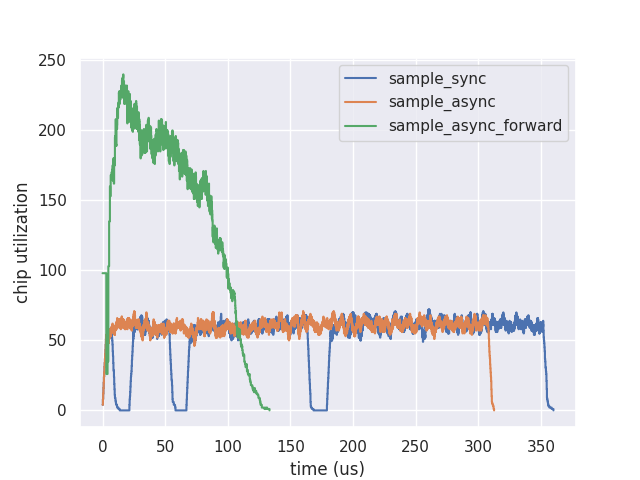 250
200
150
100
50
0
chip utilization
sample_sync
sample_async
sample_async_forward
0 50 100 150 200 250 300 350
time (us)